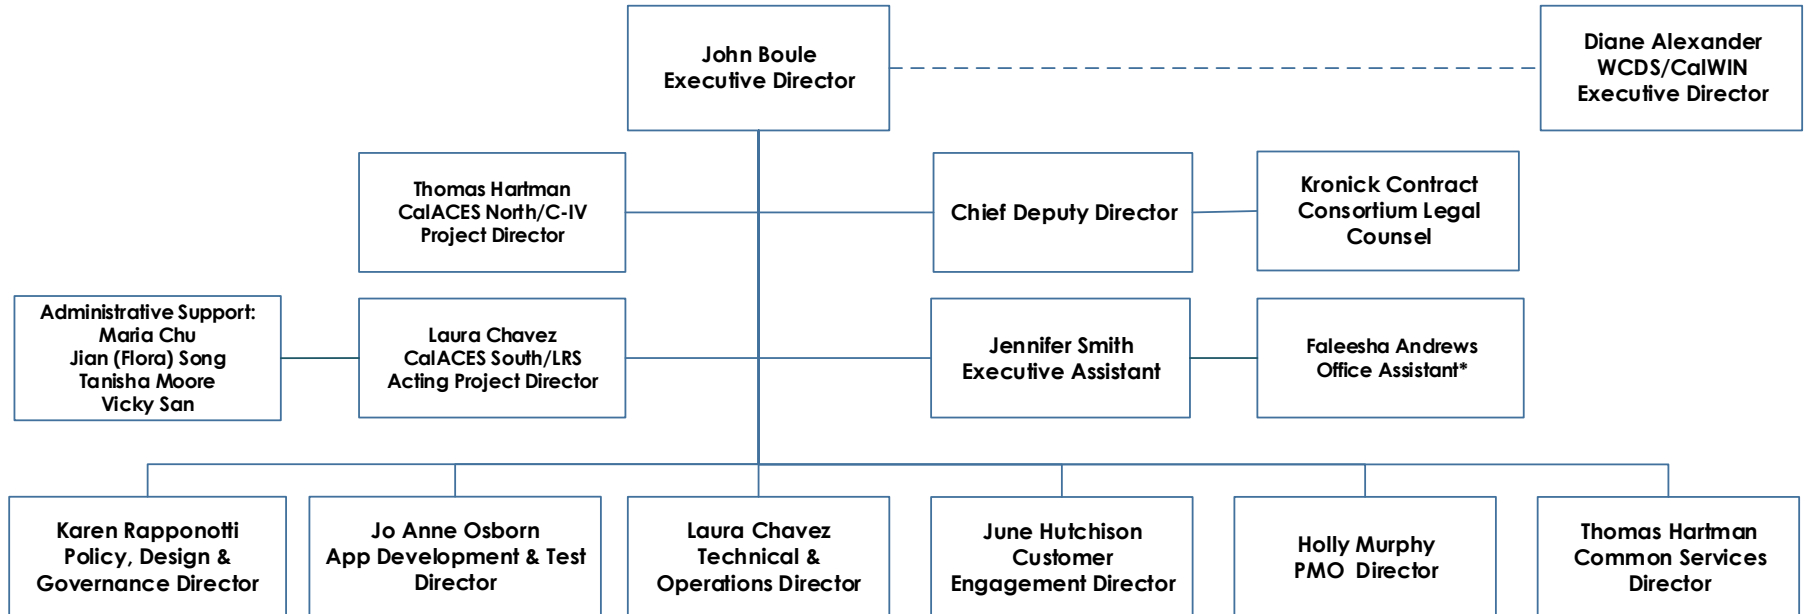 John Boule
Executive Director
Diane Alexander
WCDS/CalWIN
Executive Director
Thomas Hartman
CalACES North/C-IV
Project Director
Chief Deputy Director
Kronick Contract
Consortium Legal
Counsel
Administrative Support:
Maria Chu
Jian (Flora) Song
Tanisha Moore
Vicky San
Laura Chavez
CalACES South/LRS
Acting Project Director
Jennifer Smith
Executive Assistant
Faleesha Andrews
Office Assistant*
Karen Rapponotti
Policy, Design &
Governance Director
Jo Anne Osborn
App Development & Test
Director
Laura Chavez
Technical &
Operations Director
June Hutchison
Customer
Engagement Director
Holly Murphy
PMO Director
Thomas Hartman
Common Services
Director